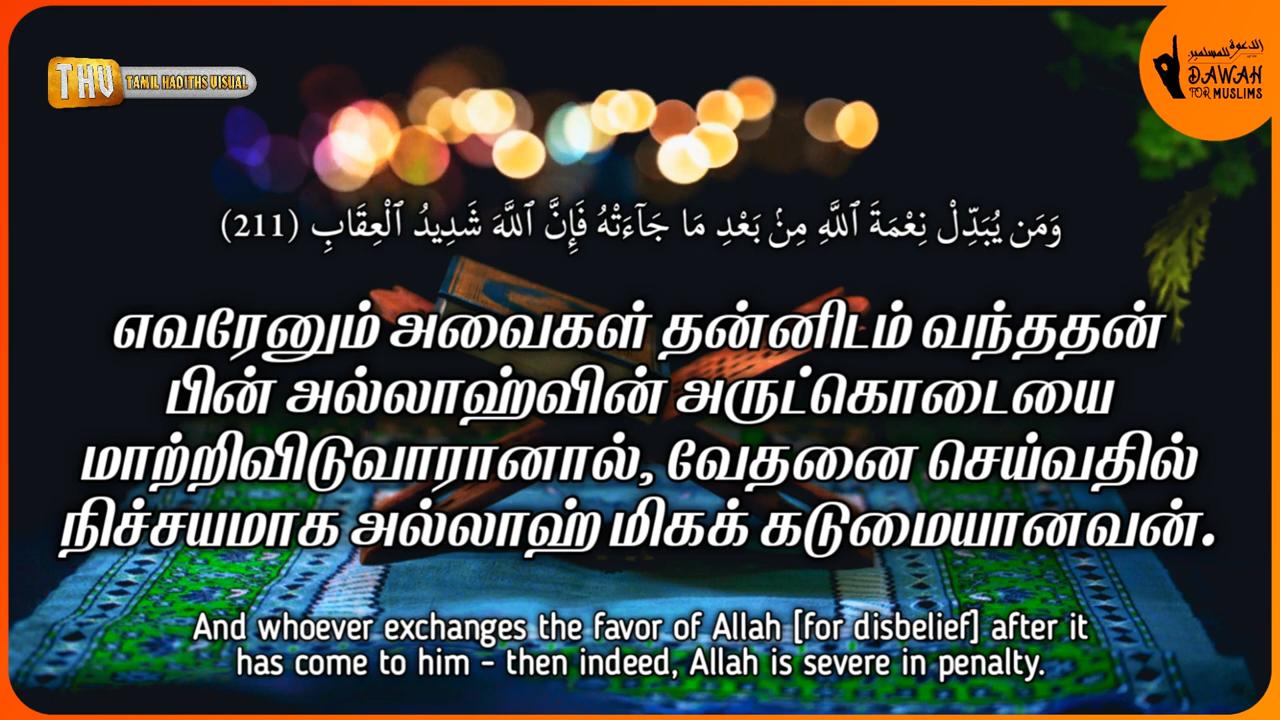 THV TAMIL HADITHS VISUAL
الدعوة للمسلمين
DAWAH
FOR MUSLIMS
وَمَن يُبَدِّلْ نِعْمَةَ ٱللَّهِ مِنۢ بَعْدِ مَا جَآءَتْهُ فَإِنَّ ٱللَّهَ شَدِيدُ ٱلْعِقَابِ (211)
எவரேனும் அவைகள் தன்னிடம் வந்ததன்
பின் அல்லாஹ்வின் அருட்கொடையை
மாற்றிவிடுவாரானால், வேதனை செய்வதில்
நிச்சயமாக அல்லாஹ் மிகக் கடுமையானவன்.
And whoever exchanges the favor of Allah [for disbelief] after it
has come to him - then indeed, Allah is severe in penalty.